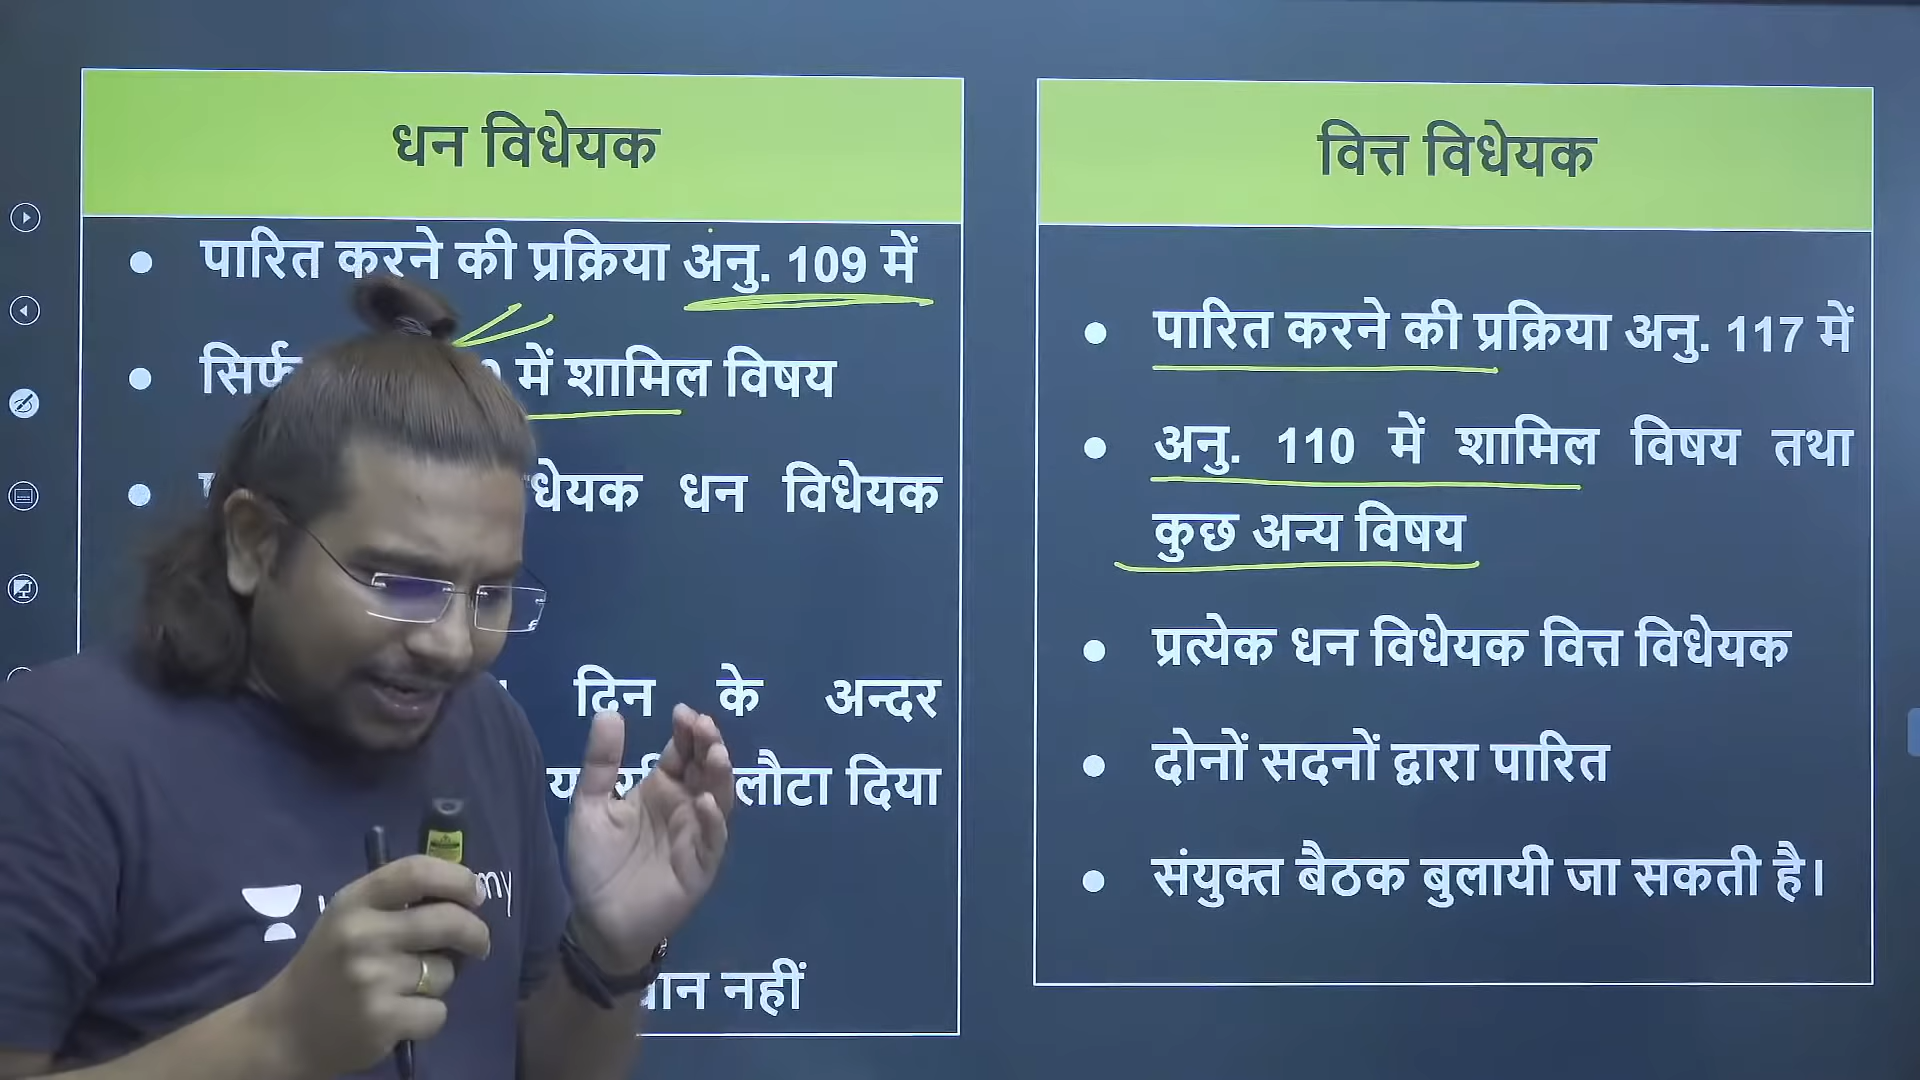 धन विधेयक
पारित करने की प्रक्रिया अनु. 109 में
सिर्फ में शामिल विषय
धन विधेयक
दिन के अन्दर
लौटा दिया
नहीं
वित्त विधेयक
पारित करने की प्रक्रिया अनु. 117 में
अनु. 110 में शामिल विषय तथा
कुछ अन्य विषय
प्रत्येक धन विधेयक वित्त विधेयक
दोनों सदनों द्वारा पारित
संयुक्त बैठक बुलायी जा सकती है।